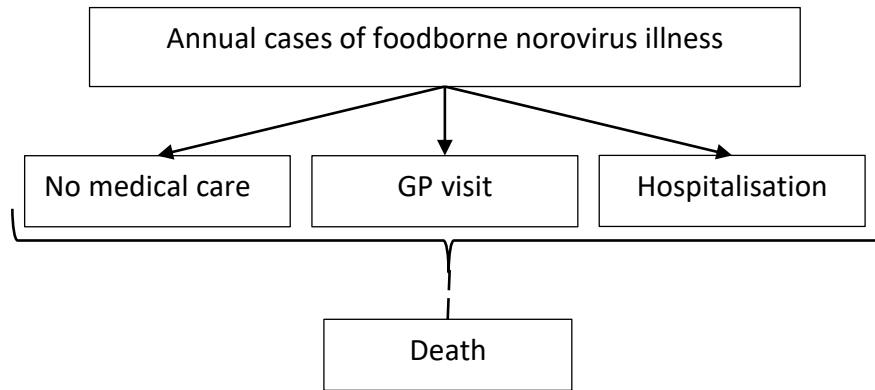 Annual cases of foodborne norovirus illness
No medical care
GP visit
Hospitalisation
Death